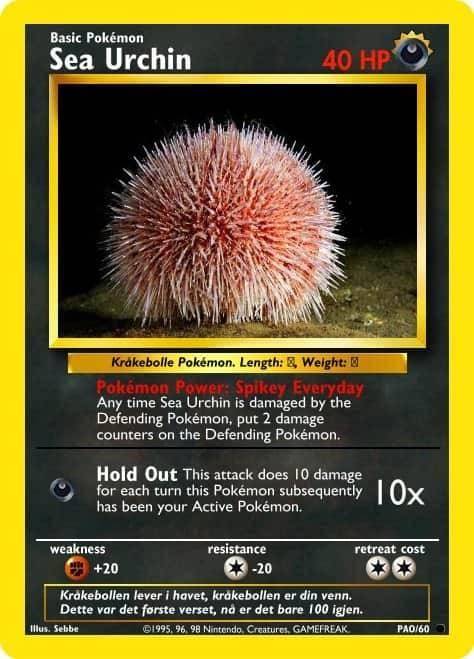 Basic Pokémon
Sea Urchin 40 HP
Kråkebolle Pokémon. Length: 🯄, Weight: 🯄
Pokémon Power: Spikey Everyday
Any time Sea Urchin is damaged by the
Defending Pokémon, put 2 damage
counters on the Defending Pokémon.
Hold Out This attack does 10 damage
for each turn this Pokémon subsequently
has been your Active Pokémon.
10x
weakness resistance retreat cost
+20 -20
Kråkebollen lever i havet, kråkebollen er din venn.
Dette var det første verset, nå er det bare 100 igjen.
Illus. Sebbe ©1995, 96, 98 Nintendo, Creatures, GAMEFREAK. PAO/60